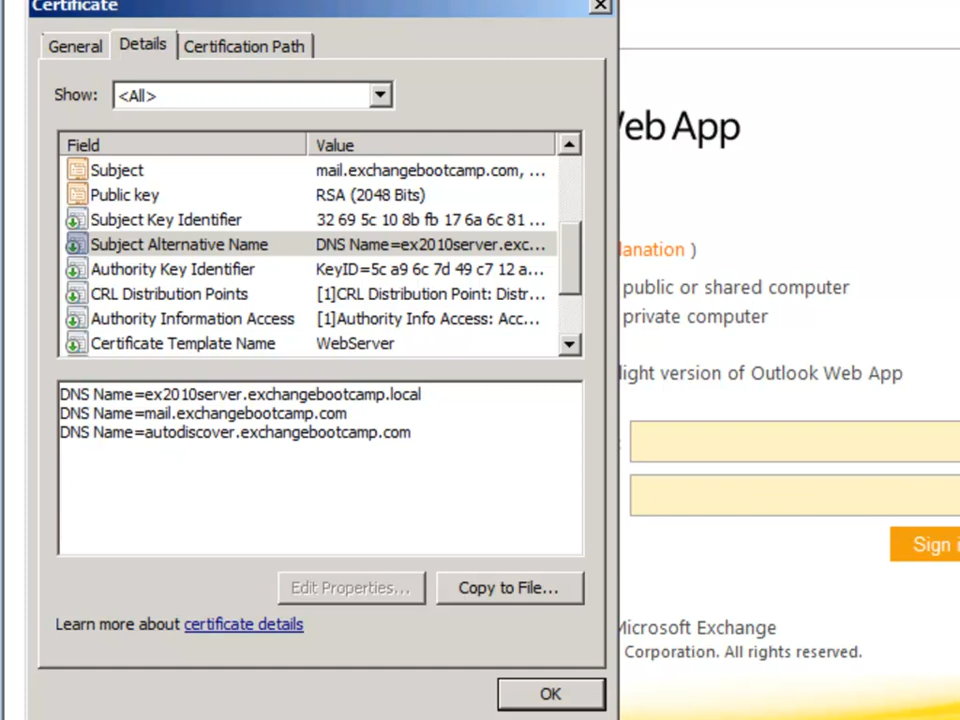 Certificate
General
Details
Certification Path
Show:
<All>
Field Value
Subject mail.exchangebootcamp.com, ...
Public key RSA (2048 Bits)
Subject Key Identifier 32 69 5c 10 8b fb 17 6a 6c 81 ...
Subject Alternative Name DNS Name=ex2010server.exc...
Authority Key Identifier KeyID=5c a9 6c 7d 49 c7 12 a...
CRL Distribution Points [1]CRL Distribution Point: Distr...
Authority Information Access [1]Authority Info Access: Acc...
Certificate Template Name WebServer
DNS Name=ex2010server.exchangebootcamp.local
DNS Name=mail.exchangebootcamp.com
DNS Name=autodiscover.exchangebootcamp.com
Edit Properties...
Copy to File...
Learn more about certificate details
OK
Web App
lanation )
public or shared computer
private computer
light version of Outlook Web App
Sign i
Microsoft Exchange
Corporation. All rights reserved.